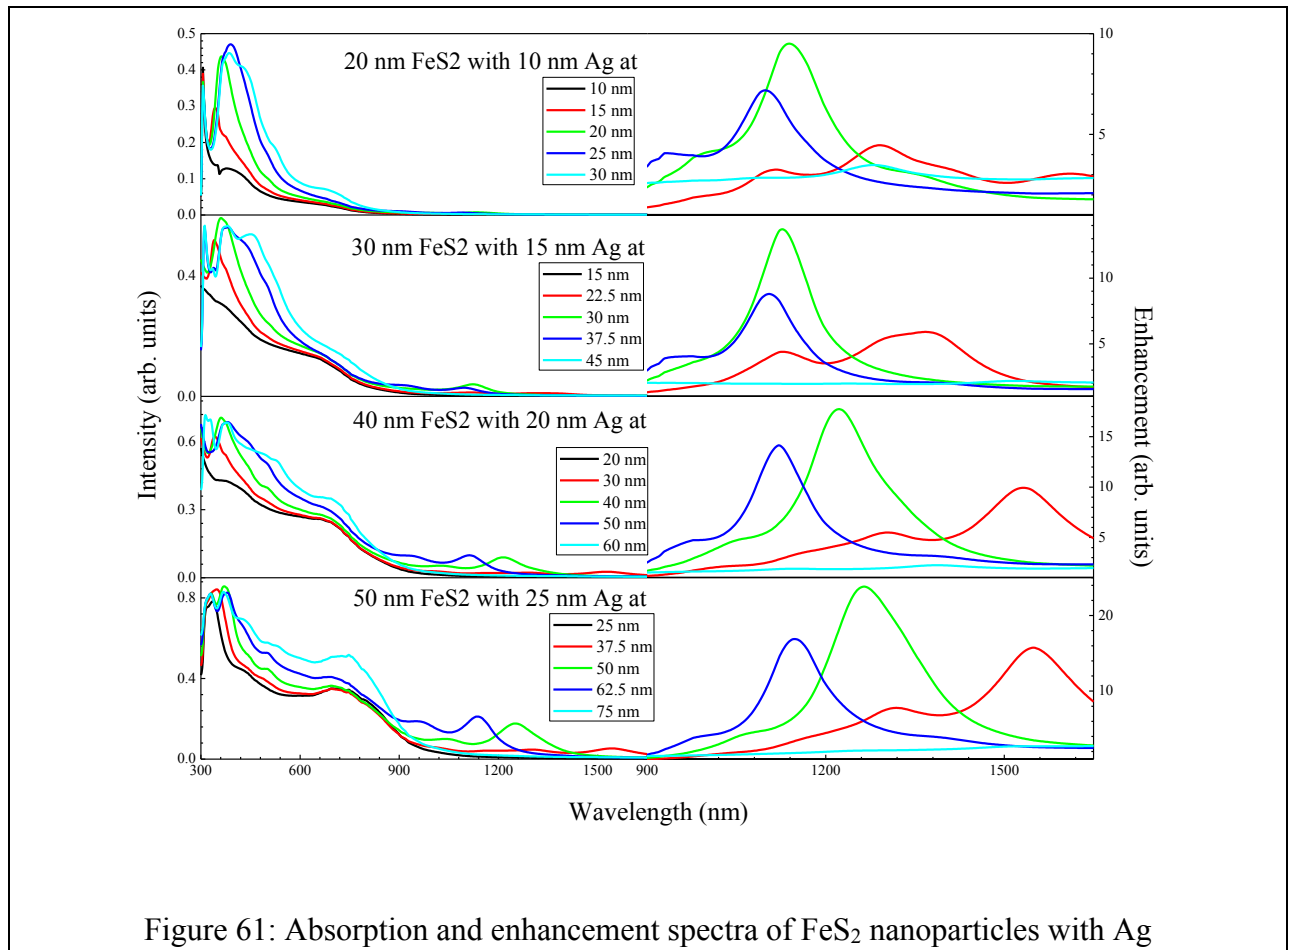 20 nm FeS2 with 10 nm Ag at
10 nm
15 nm
20 nm
25 nm
30 nm
0.5
0.4
0.3
0.2
0.1
0.0
10
5
30 nm FeS2 with 15 nm Ag at
15 nm
22.5 nm
30 nm
37.5 nm
45 nm
0.4
0.0
10
5
40 nm FeS2 with 20 nm Ag at
20 nm
30 nm
40 nm
50 nm
60 nm
0.6
0.3
0.0
15
10
5
50 nm FeS2 with 25 nm Ag at
25 nm
37.5 nm
50 nm
62.5 nm
75 nm
0.8
0.4
0.0
20
10
300 600 900 1200 1500 900 1200 1500
Intensity (arb. units)
Enhancement (arb. units)
Wavelength (nm)
Figure 61: Absorption and enhancement spectra of FeS₂ nanoparticles with Ag